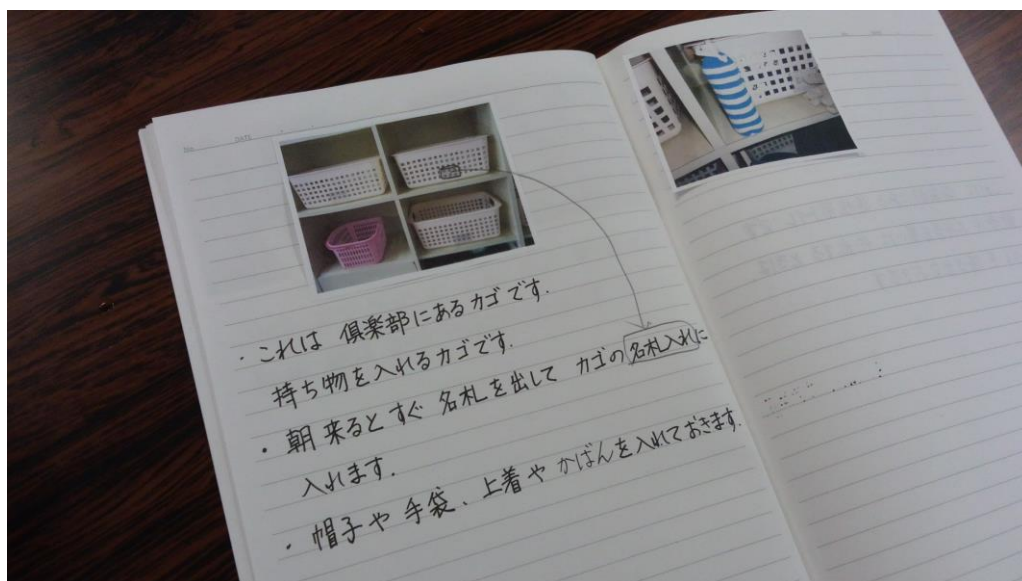 ・これは 倶楽部にあるカゴです.
持ち物を入れるカゴです.
・朝 来るとすぐ 名札を出して カゴの名札入れに
入れます.
・帽子や 手袋、上着や かばんを入れておきます.